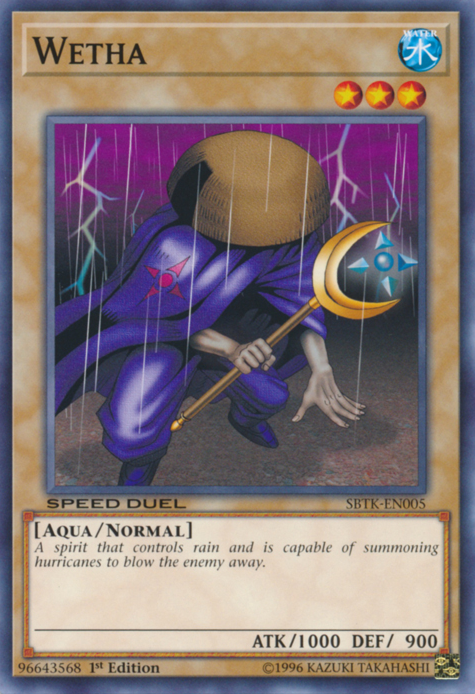 WETHA
WATER
水
SPEED DUEL
SBTK-EN005
[AQUA/NORMAL]
A spirit that controls rain and is capable of summoning
hurricanes to blow the enemy away.
ATK/1000 DEF/ 900
96643568 1st Edition
©1996 KAZUKI TAKAHASHI